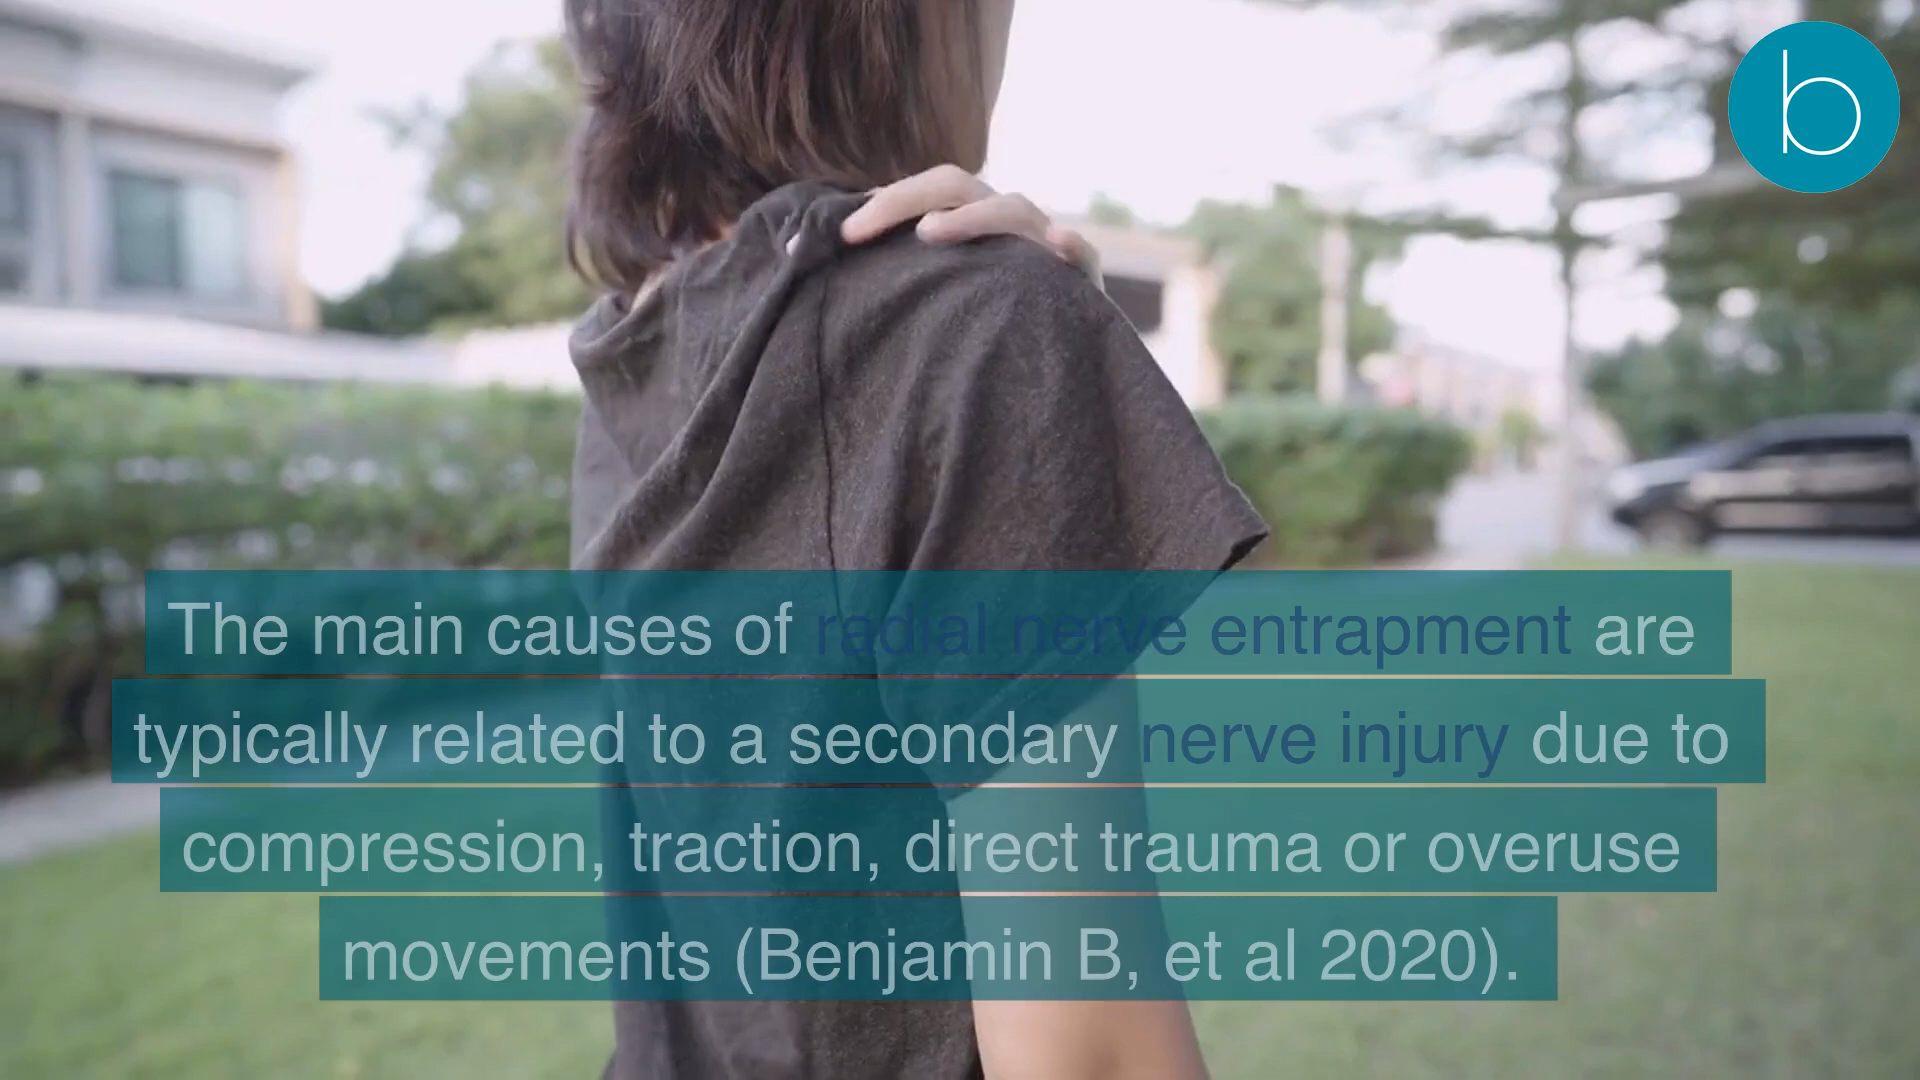 b
The main causes of radial nerve entrapment are
typically related to a secondary nerve injury due to
compression, traction, direct trauma or overuse
movements (Benjamin B, et al 2020).